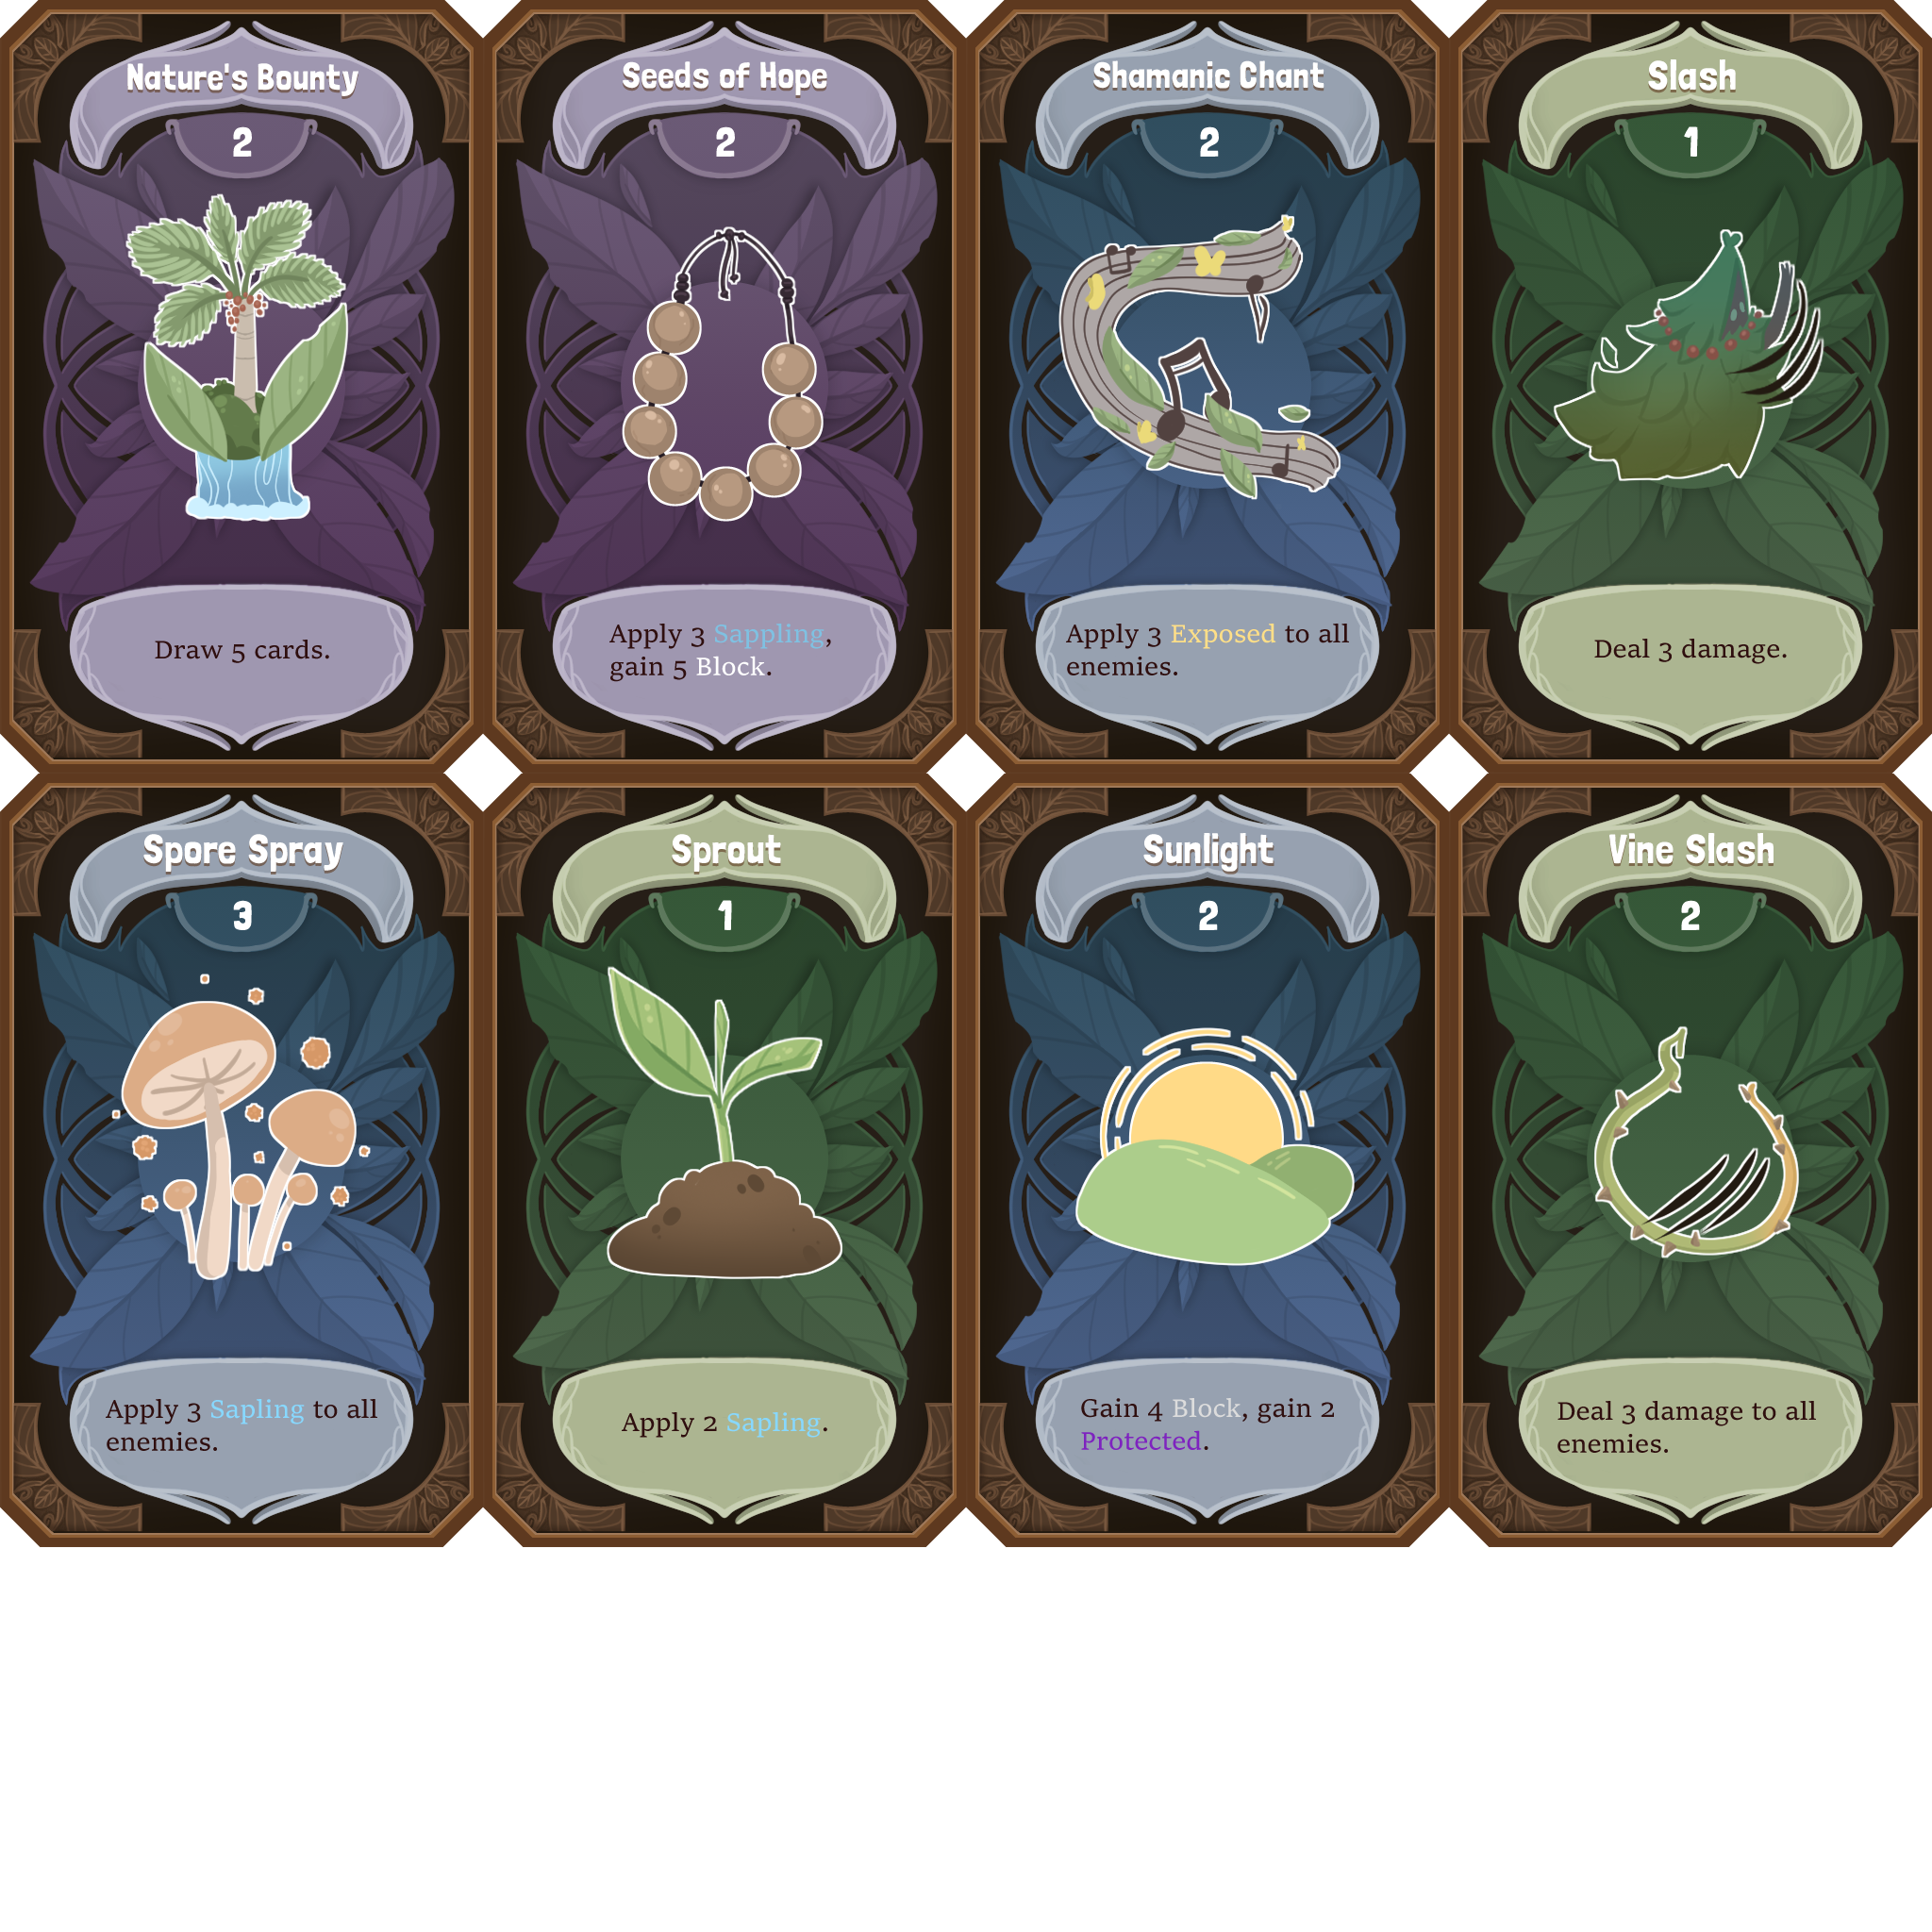 Nature's Bounty
2
Draw 5 cards.
Seeds of Hope
2
Apply 3 Sappling,
gain 5 Block.
Shamanic Chant
2
Apply 3 Exposed to all
enemies.
Slash
1
Deal 3 damage.
Spore Spray
3
Apply 3 Sapling to all
enemies.
Sprout
1
Apply 2 Sapling.
Sunlight
2
Gain 4 Block, gain 2
Protected.
Vine Slash
2
Deal 3 damage to all
enemies.